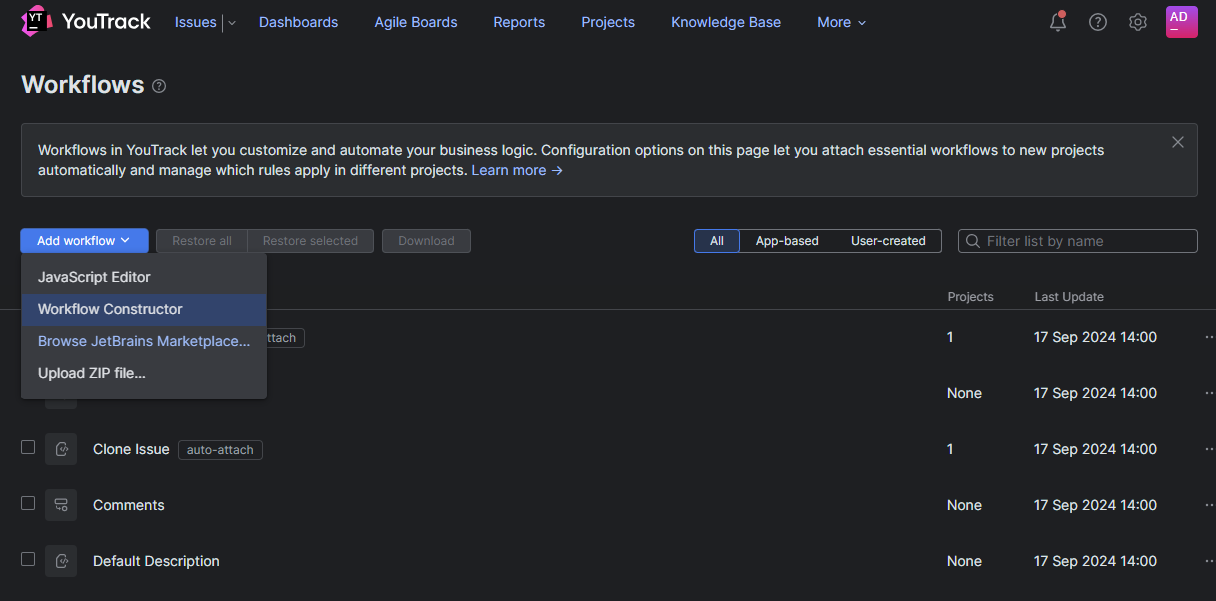 YT YouTrack Issues Dashboards Agile Boards Reports Projects Knowledge Base More AD
Workflows
Workflows in YouTrack let you customize and automate your business logic. Configuration options on this page let you attach essential workflows to new projects
automatically and manage which rules apply in different projects. Learn more →
Add workflow Restore all Restore selected Download All App-based User-created Filter list by name
JavaScript Editor
Projects Last Update
Workflow Constructor
Browse JetBrains Marketplace... ttach 1 17 Sep 2024 14:00
Upload ZIP file...
None 17 Sep 2024 14:00
Clone Issue auto-attach 1 17 Sep 2024 14:00
Comments None 17 Sep 2024 14:00
Default Description None 17 Sep 2024 14:00